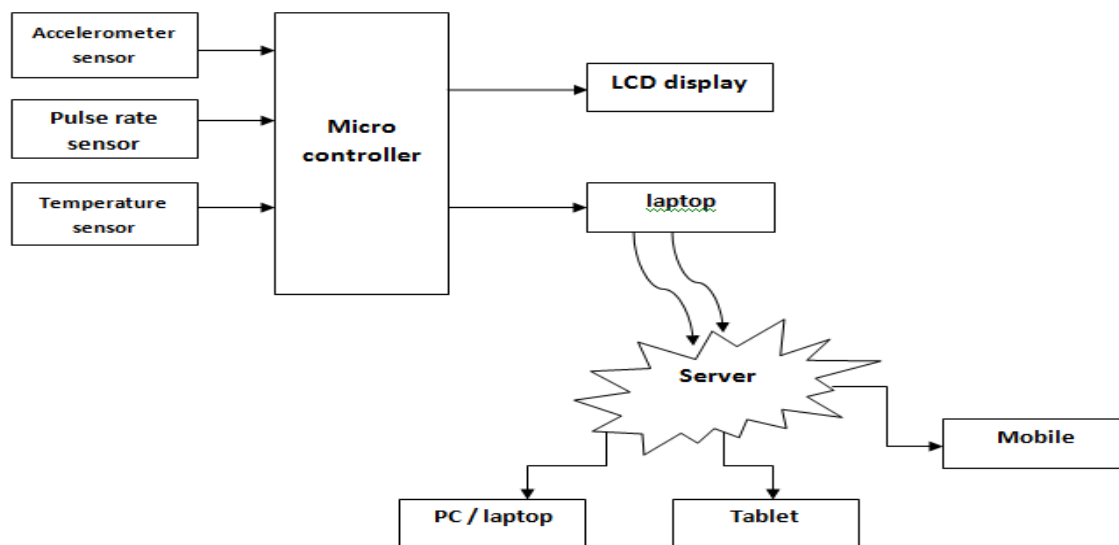 Accelerometer
sensor
Pulse rate
sensor
Temperature
sensor
Micro
controller
LCD display
laptop
Server
Mobile
PC / laptop
Tablet